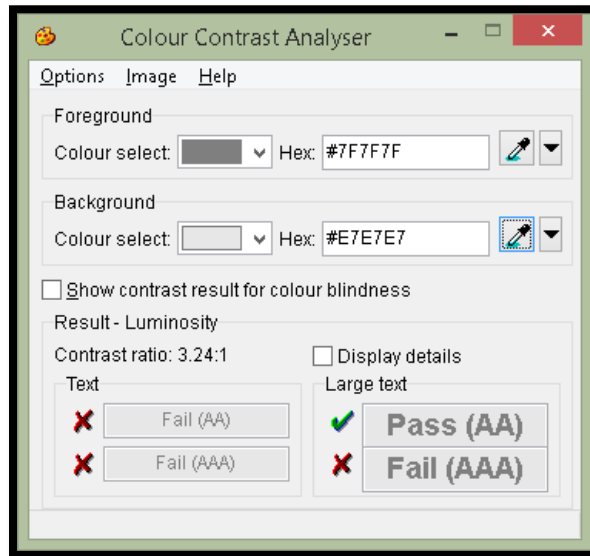 Colour Contrast Analyser
Options Image Help
Foreground
Colour select: Hex: #7F7F7F
Background
Colour select: Hex: #E7E7E7
Show contrast result for colour blindness
Result - Luminosity
Contrast ratio: 3.24:1 Display details
Text Large text
Fail (AA) Pass (AA)
Fail (AAA) Fail (AAA)